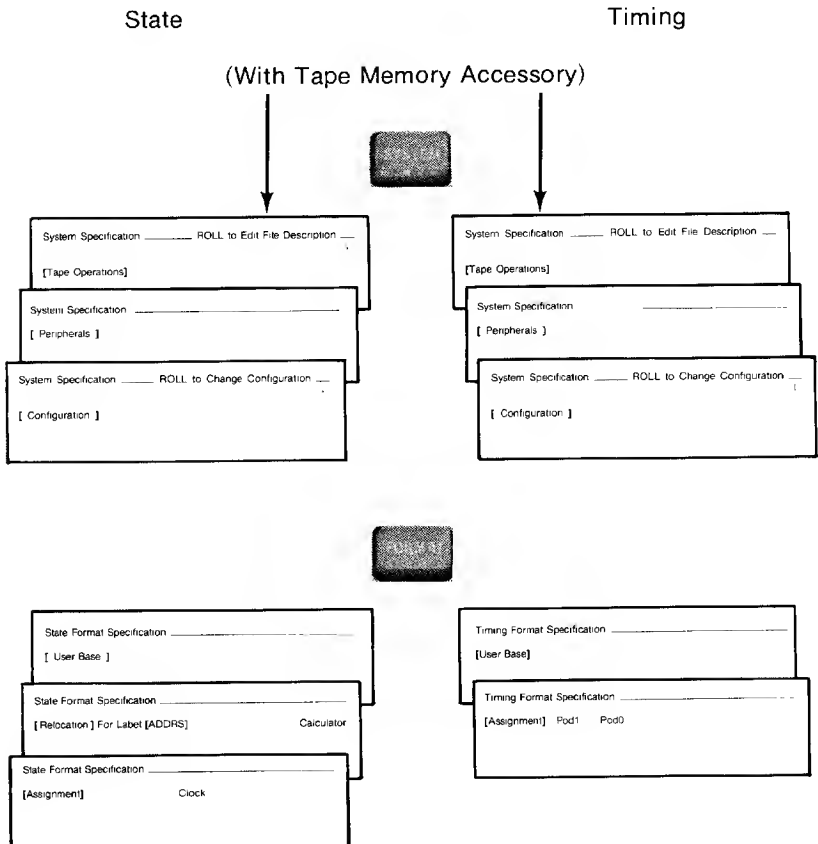 State
Timing
(With Tape Memory Accessory)
System Specification ROLL to Edit File Description
[Tape Operations]
System Specification
[ Peripherals ]
System Specification ROLL to Change Configuration
[ Configuration ]
System Specification ROLL to Edit File Description
[Tape Operations]
System Specification
[ Peripherals ]
System Specification ROLL to Change Configuration
[ Configuration ]
State Format Specification
[ User Base ]
State Format Specification
[ Relocation ] For Label [ADDRS] Calculator
State Format Specification
[Assignment] Clock
Timing Format Specification
[User Base]
Timing Format Specification
[Assignment] Pod1 Pod0